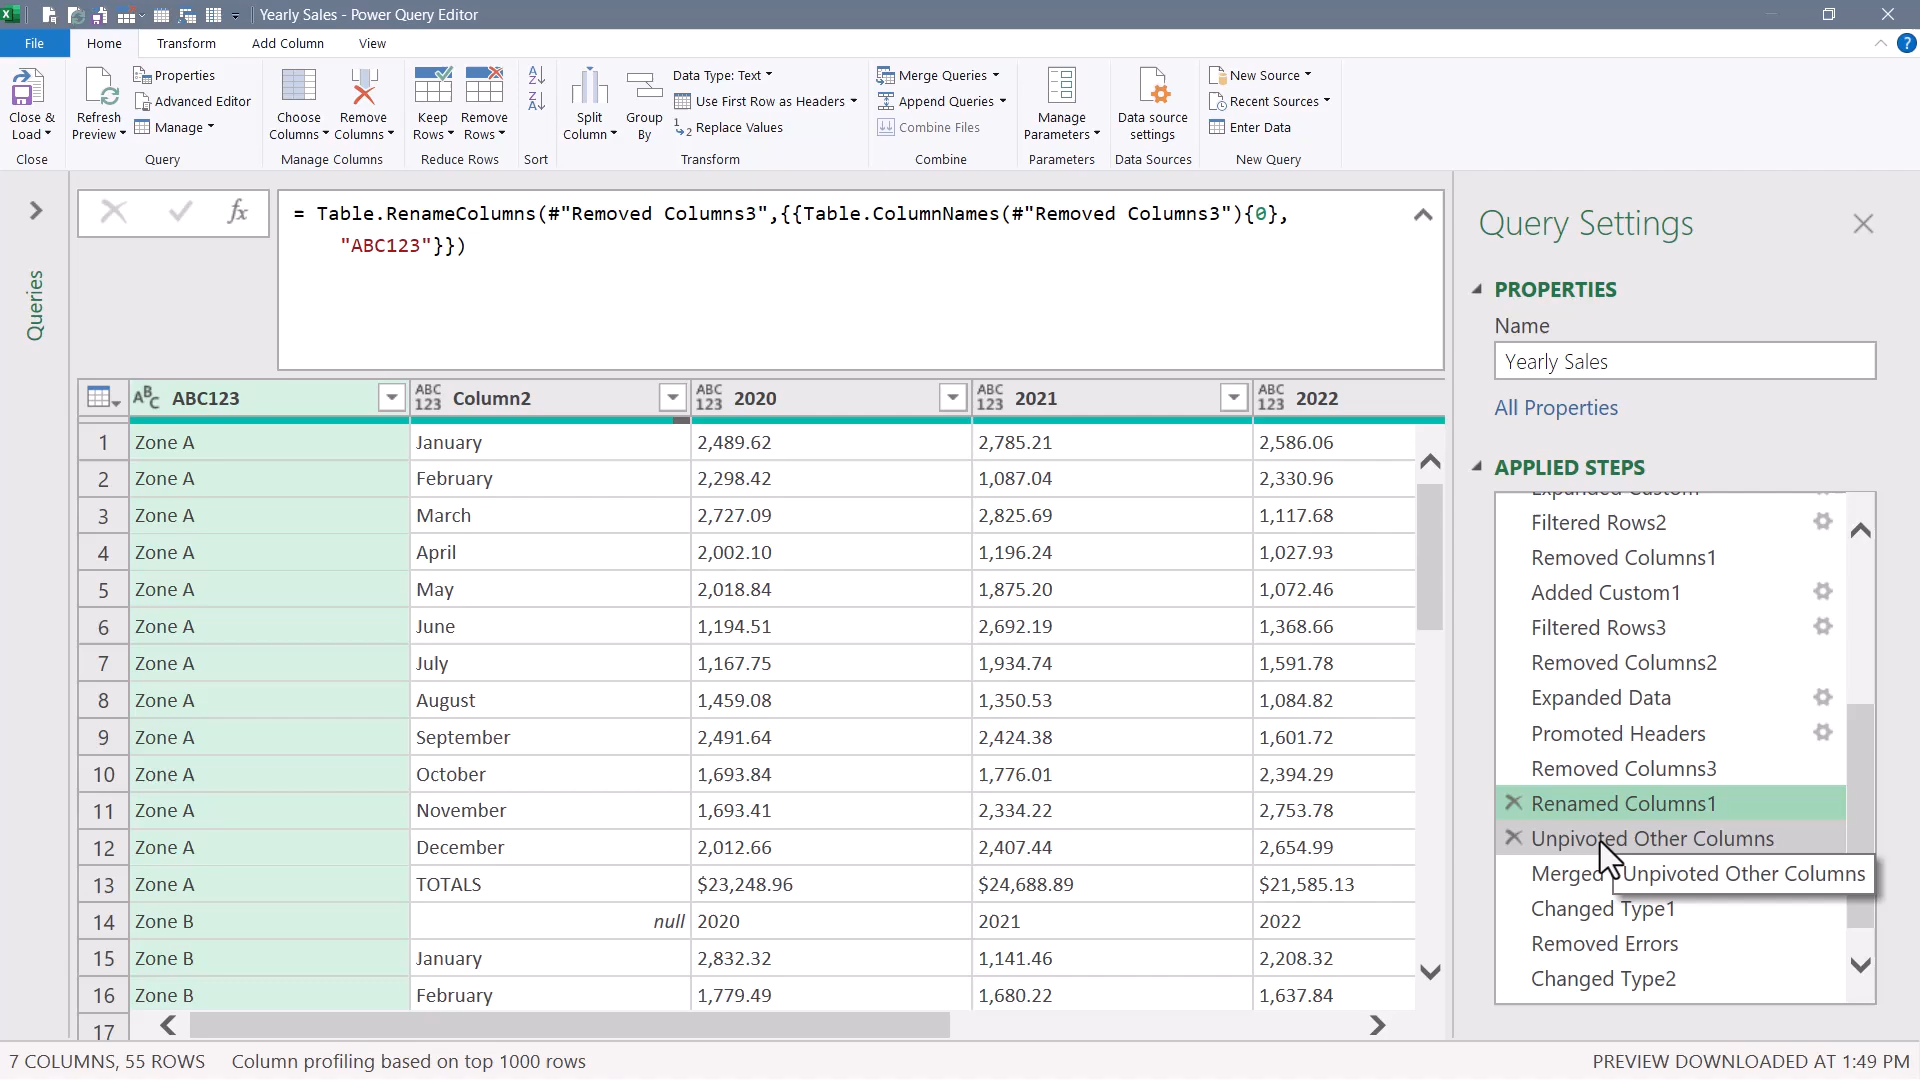 Yearly Sales - Power Query Editor
File
Home
Transform
Add Column
View
?
Close &
Load
Close
Refresh
Preview
Properties
Advanced Editor
Manage
Query
Choose
Columns
Remove
Columns
Manage Columns
Keep
Rows
Remove
Rows
Reduce Rows
A
Z
Z
A
Sort
Split
Column
Group
By
Data Type: Text
Use First Row as Headers
1
2
Replace Values
Transform
Merge Queries
Append Queries
Combine Files
Combine
Manage
Parameters
Parameters
Data source
settings
Data Sources
New Source
Recent Sources
Enter Data
New Query
Queries
fx
= Table.RenameColumns(#"Removed Columns3",{{Table.ColumnNames(#"Removed Columns3"){0},
"ABC123"}})
ABC ABC123
ABC 123 Column2
ABC 123 2020
ABC 123 2021
ABC 123 2022
1 Zone A January 2,489.62 2,785.21 2,586.06
2 Zone A February 2,298.42 1,087.04 2,330.96
3 Zone A March 2,727.09 2,825.69 1,117.68
4 Zone A April 2,002.10 1,196.24 1,027.93
5 Zone A May 2,018.84 1,875.20 1,072.46
6 Zone A June 1,194.51 2,692.19 1,368.66
7 Zone A July 1,167.75 1,934.74 1,591.78
8 Zone A August 1,459.08 1,350.53 1,084.82
9 Zone A September 2,491.64 2,424.38 1,601.72
10 Zone A October 1,693.84 1,776.01 2,394.29
11 Zone A November 1,693.41 2,334.22 2,753.78
12 Zone A December 2,012.66 2,407.44 2,654.99
13 Zone A TOTALS $23,248.96 $24,688.89 $21,585.13
14 Zone B null 2020 2021 2022
15 Zone B January 2,832.32 1,141.46 2,208.32
16 Zone B February 1,779.49 1,680.22 1,637.84
17
Query Settings
PROPERTIES
Name
Yearly Sales
All Properties
APPLIED STEPS
Expanded Custom
Filtered Rows2
Removed Columns1
Added Custom1
Filtered Rows3
Removed Columns2
Expanded Data
Promoted Headers
Removed Columns3
Renamed Columns1
Unpivoted Other Columns
Merged
Unpivoted Other Columns
Changed Type1
Removed Errors
Changed Type2
7 COLUMNS, 55 ROWS
Column profiling based on top 1000 rows
PREVIEW DOWNLOADED AT 1:49 PM